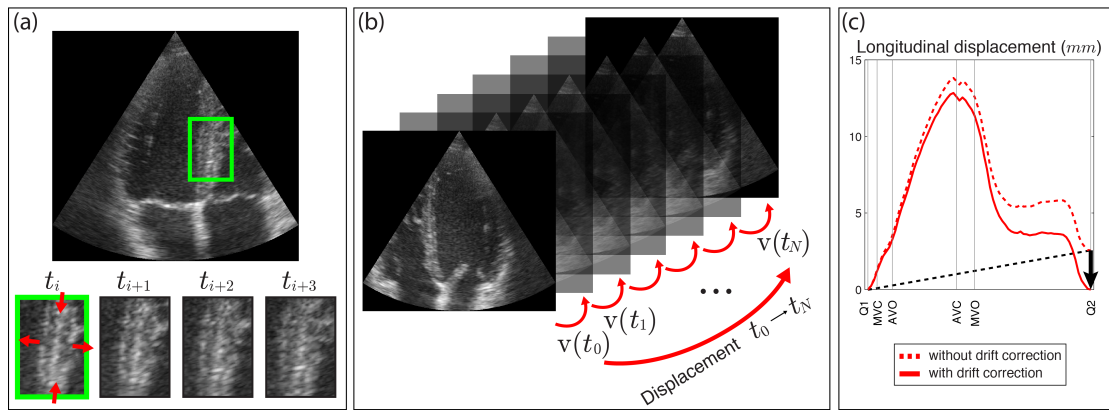 (a)
t_i
t_{i+1}
t_{i+2}
t_{i+3}
(b)
v(t_0)
v(t_1)
...
v(t_N)
Displacement t_0 → t_N
(c)
Longitudinal displacement (mm)
15
10
5
0
Q1
MVC
AVO
AVC
MVO
Q2
without drift correction
with drift correction